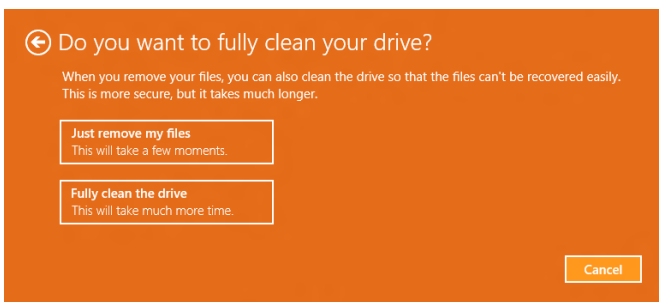 Do you want to fully clean your drive?
When you remove your files, you can also clean the drive so that the files can't be recovered easily.
This is more secure, but it takes much longer.
Just remove my files
This will take a few moments.
Fully clean the drive
This will take much more time.
Cancel